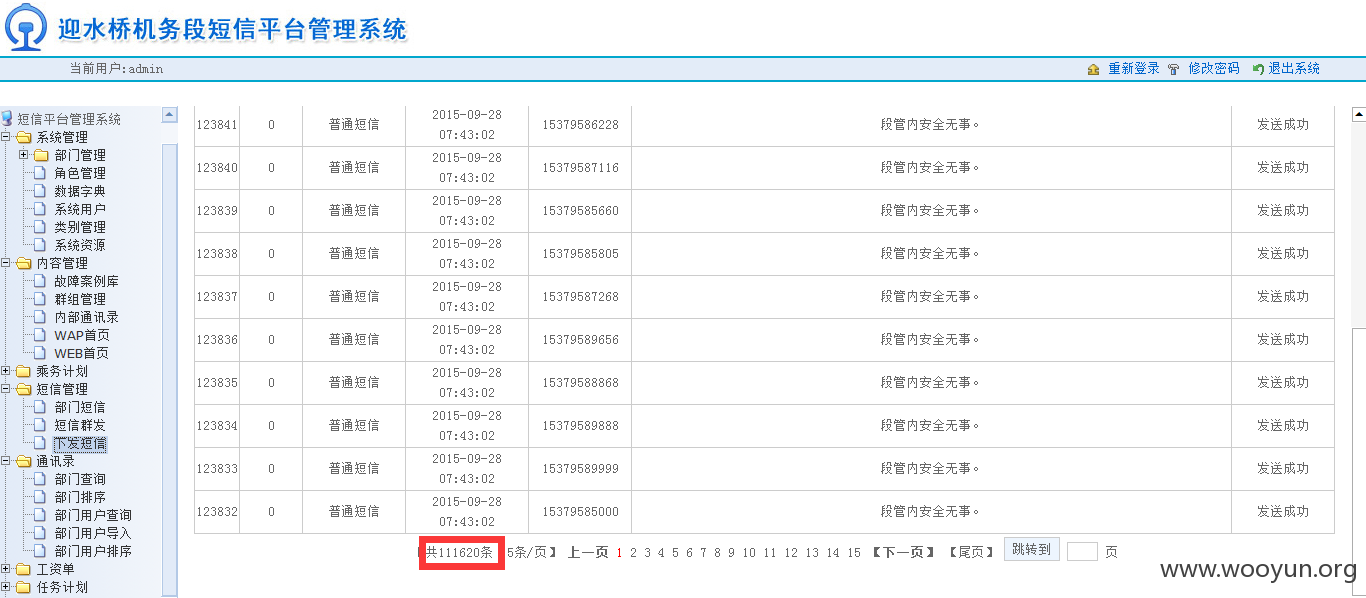 迎水桥机务段短信平台管理系统
当前用户:admin
重新登录 修改密码 退出系统
短信平台管理系统
系统管理
部门管理
角色管理
数据字典
系统用户
类别管理
系统资源
内容管理
故障案例库
群组管理
内部通讯录
WAP首页
WEB首页
乘务计划
短信管理
部门短信
短信群发
下发短信
通讯录
部门查询
部门排序
部门用户查询
部门用户导入
部门用户排序
工资单
任务计划
123841 0 普通短信 2015-09-28 07:43:02 15379586228 段管内安全无事。 发送成功
123840 0 普通短信 2015-09-28 07:43:02 15379587116 段管内安全无事。 发送成功
123839 0 普通短信 2015-09-28 07:43:02 15379585660 段管内安全无事。 发送成功
123838 0 普通短信 2015-09-28 07:43:02 15379585805 段管内安全无事。 发送成功
123837 0 普通短信 2015-09-28 07:43:02 15379587268 段管内安全无事。 发送成功
123836 0 普通短信 2015-09-28 07:43:02 15379589656 段管内安全无事。 发送成功
123835 0 普通短信 2015-09-28 07:43:02 15379588868 段管内安全无事。 发送成功
123834 0 普通短信 2015-09-28 07:43:02 15379589888 段管内安全无事。 发送成功
123833 0 普通短信 2015-09-28 07:43:02 15379589999 段管内安全无事。 发送成功
123832 0 普通短信 2015-09-28 07:43:02 15379585000 段管内安全无事。 发送成功
共111620条 5条/页】 上一页 1 2 3 4 5 6 7 8 9 10 11 12 13 14 15 【下一页】 【尾页】 跳转到 页
www.wooyun.org